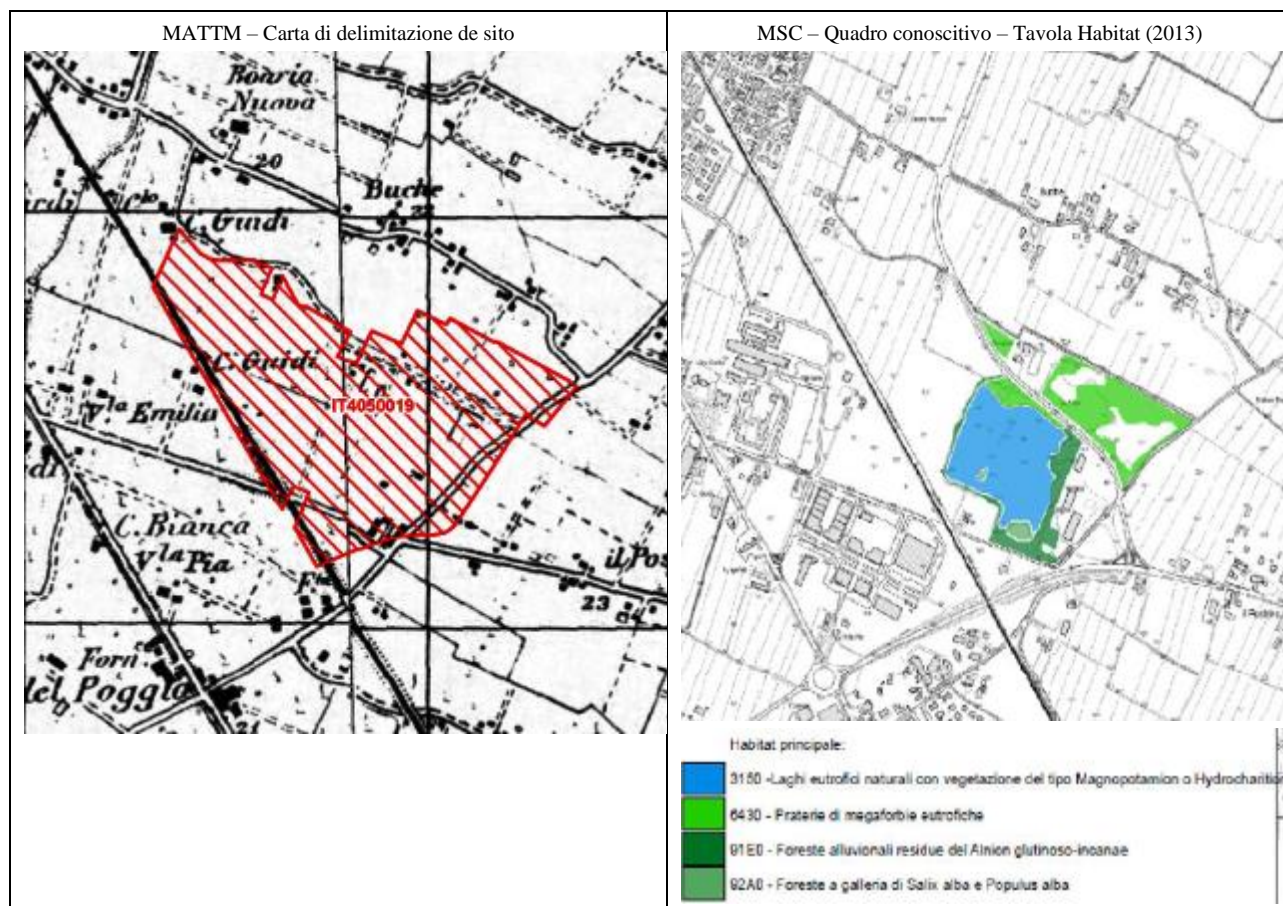 MATTM – Carta di delimitazione de sito
Boaria
Nuova
20
Buche
22
C. Guidi
C. Guidi
IT4050019
V.la Emilia
C. Bianca
V.la Pia
il Pos
23
Forn.
del Poggio
21
MSC – Quadro conoscitivo – Tavola Habitat (2013)
Habitat principale:
3150 -Laghi eutrofici naturali con vegetazione del tipo Magnopotamion o Hydrocharition
6430 - Praterie di megaforbie eutrofiche
91E0 - Foreste alluvionali residue del Alnion glutinoso-incanae
92A0 - Foreste a galleria di Salix alba e Populus alba